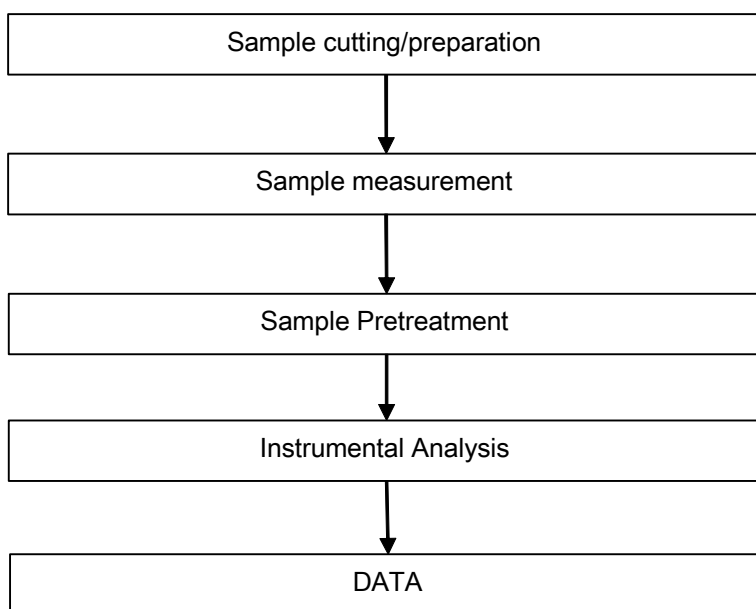 Sample cutting/preparation
Sample measurement
Sample Pretreatment
Instrumental Analysis
DATA